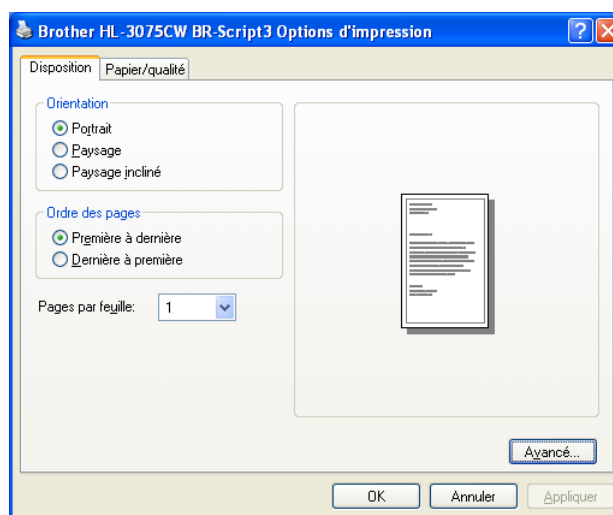 Brother HL-3075CW BR-Script3 Options d'impression
Disposition
Papier/qualité
Orientation
Portrait
Paysage
Paysage incliné
Ordre des pages
Première à dernière
Dernière à première
Pages par feuille:
1
Avancé...
OK
Annuler
Appliquer